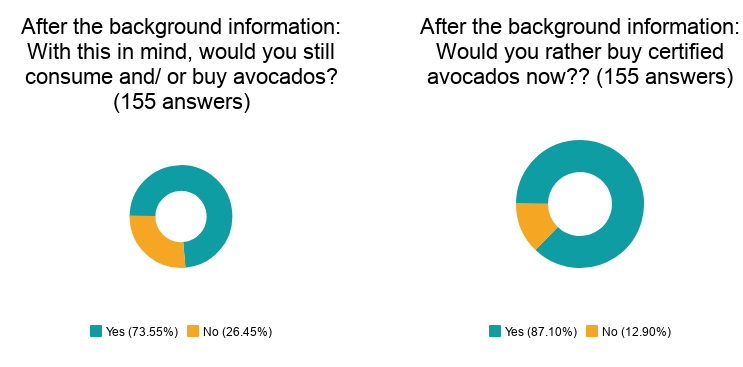 After the background information:
With this in mind, would you still
consume and/ or buy avocados?
(155 answers)
Yes (73.55%) No (26.45%)
After the background information:
Would you rather buy certified
avocados now?? (155 answers)
Yes (87.10%) No (12.90%)